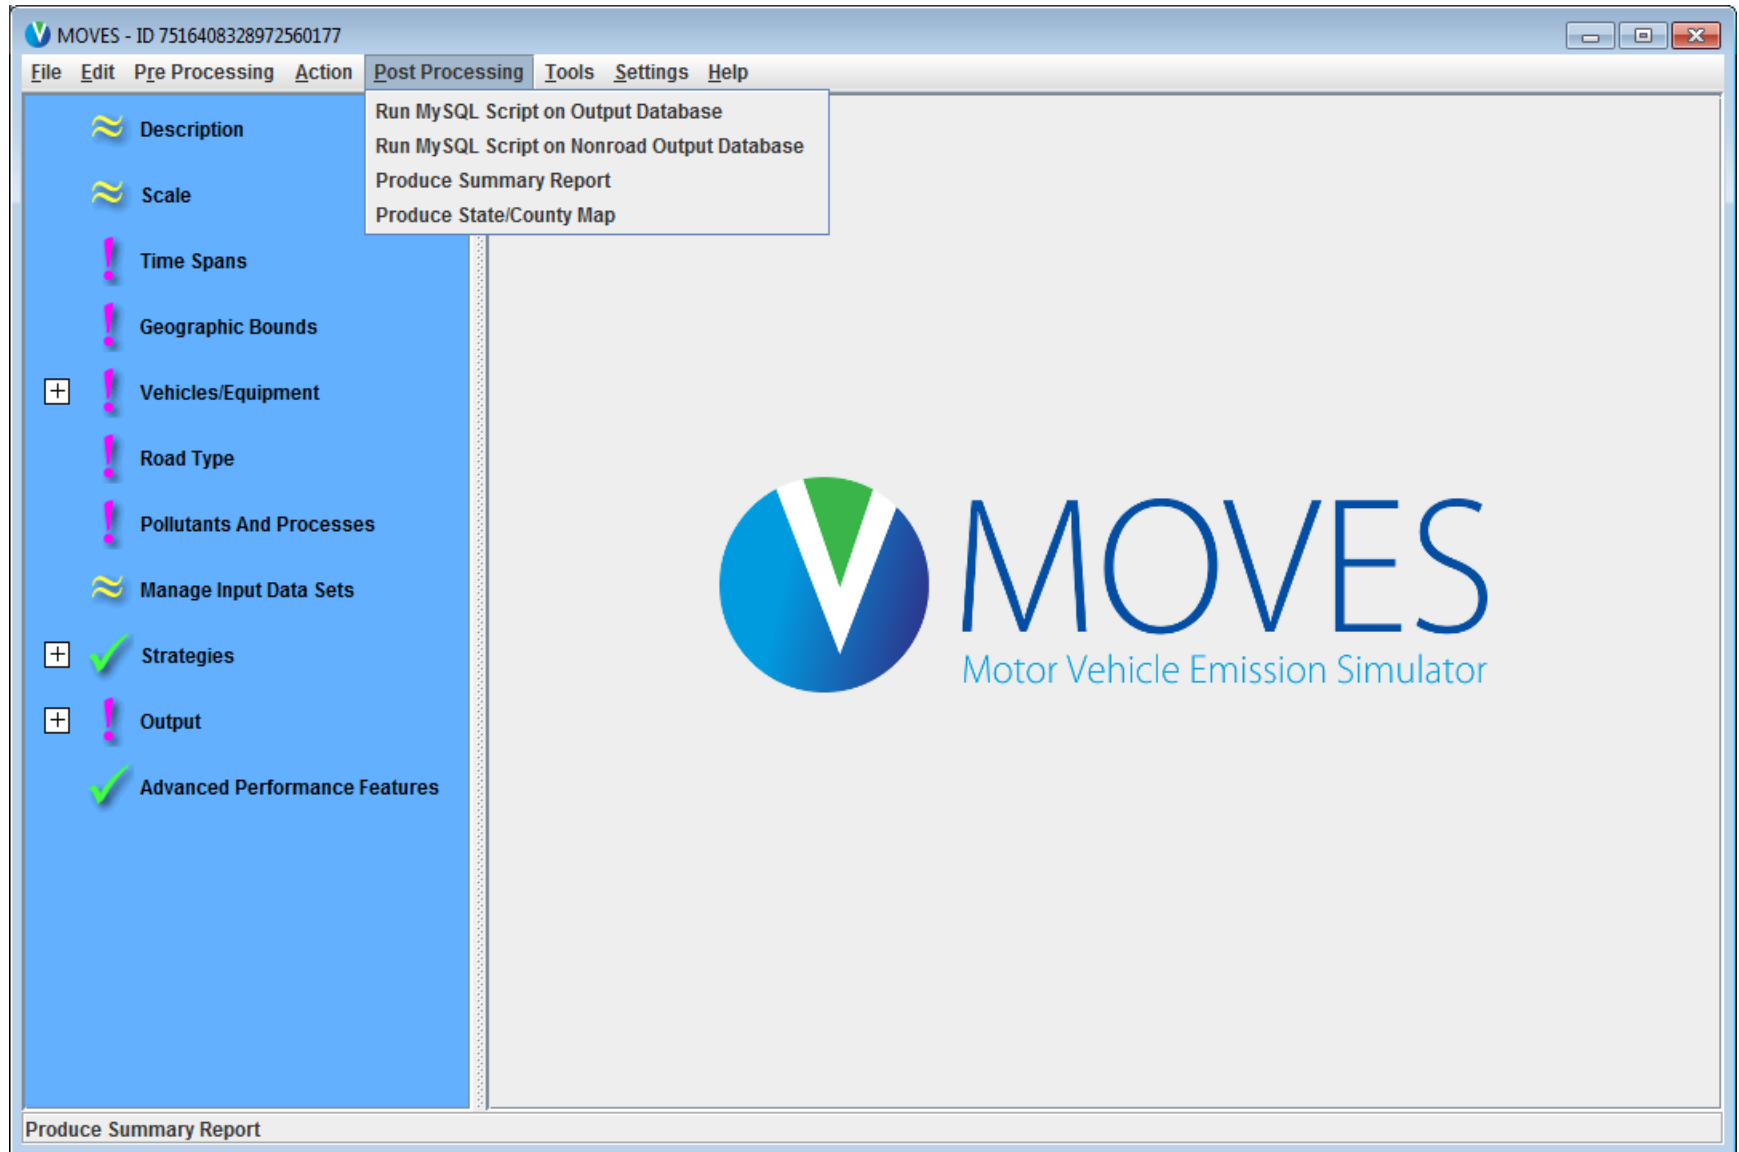 MOVES - ID 7516408328972560177
File Edit Pre Processing Action Post Processing Tools Settings Help
Run MySQL Script on Output Database
Run MySQL Script on Nonroad Output Database
Produce Summary Report
Produce State/County Map
Description
Scale
Time Spans
Geographic Bounds
Vehicles/Equipment
Road Type
Pollutants And Processes
Manage Input Data Sets
Strategies
Output
Advanced Performance Features
MOVES
Motor Vehicle Emission Simulator
Produce Summary Report